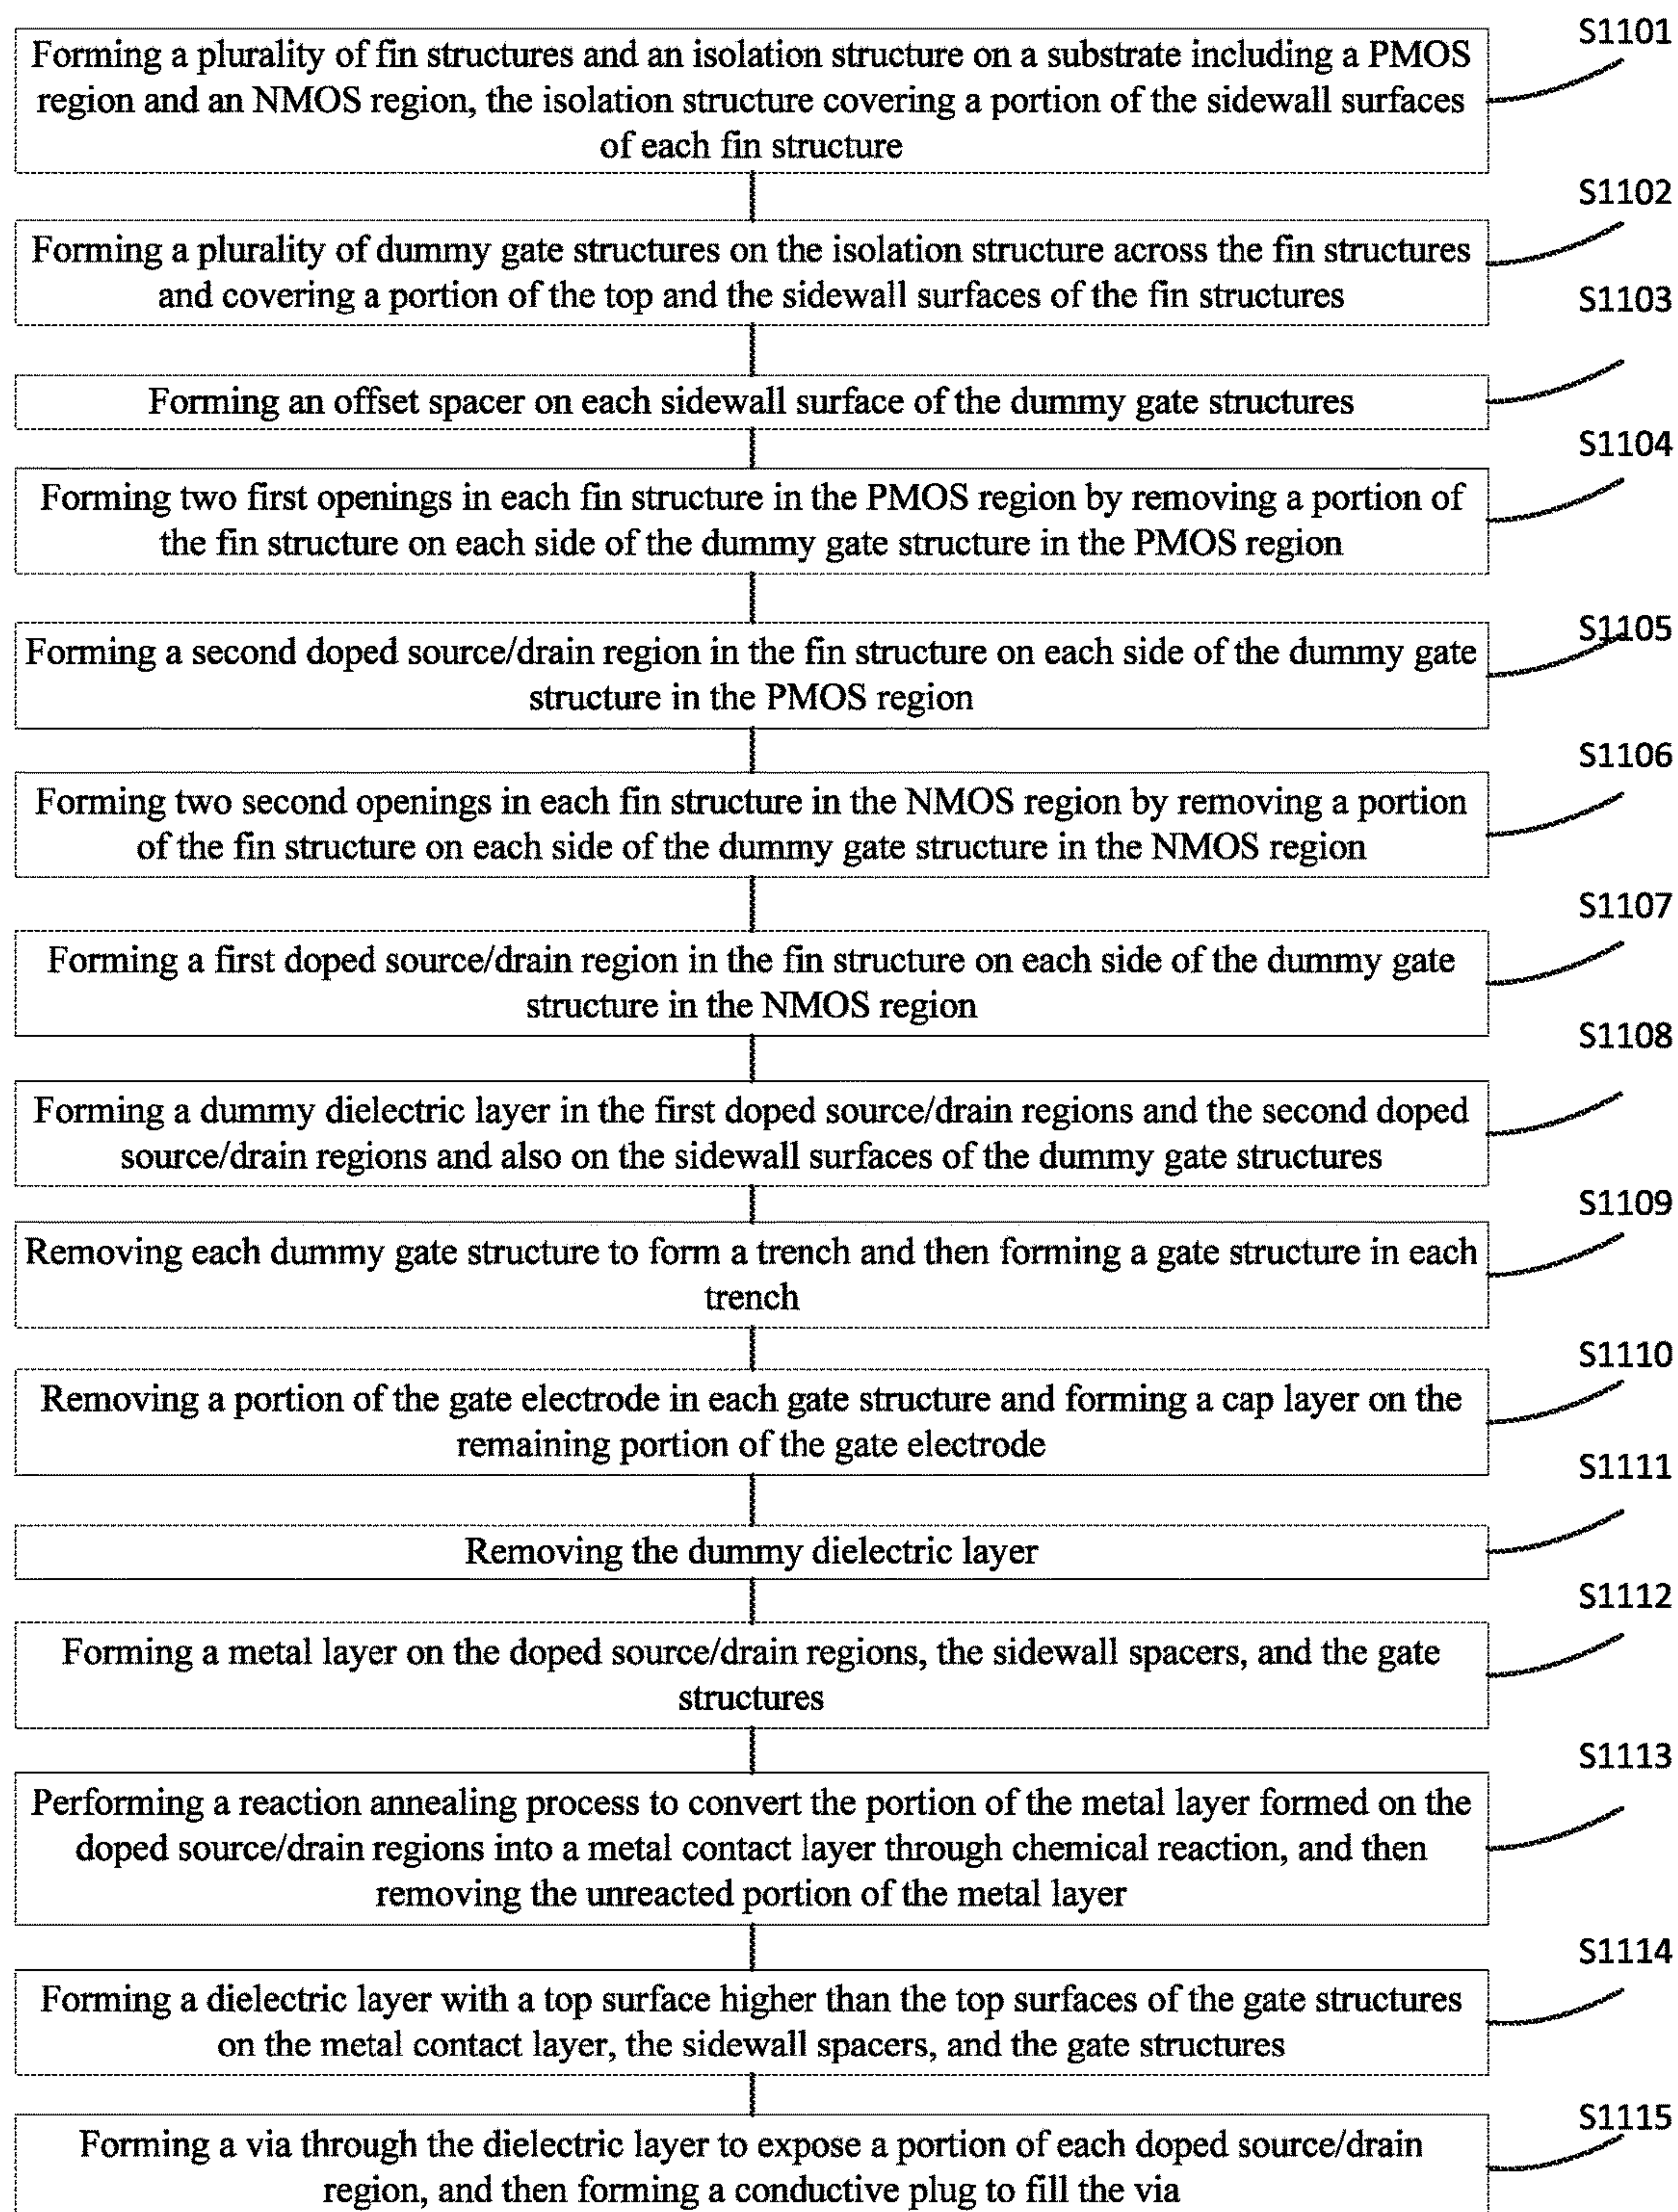 S1101
Forming a plurality of fin structures and an isolation structure on a substrate including a PMOS
region and an NMOS region, the isolation structure covering a portion of the sidewall surfaces
of each fin structure
S1102
Forming a plurality of dummy gate structures on the isolation structure across the fin structures
and covering a portion of the top and the sidewall surfaces of the fin structures
S1103
Forming an offset spacer on each sidewall surface of the dummy gate structures
S1104
Forming two first openings in each fin structure in the PMOS region by removing a portion of
the fin structure on each side of the dummy gate structure in the PMOS region
S1105
Forming a second doped source/drain region in the fin structure on each side of the dummy gate
structure in the PMOS region
S1106
Forming two second openings in each fin structure in the NMOS region by removing a portion
of the fin structure on each side of the dummy gate structure in the NMOS region
S1107
Forming a first doped source/drain region in the fin structure on each side of the dummy gate
structure in the NMOS region
S1108
Forming a dummy dielectric layer in the first doped source/drain regions and the second doped
source/drain regions and also on the sidewall surfaces of the dummy gate structures
S1109
Removing each dummy gate structure to form a trench and then forming a gate structure in each
trench
S1110
Removing a portion of the gate electrode in each gate structure and forming a cap layer on the
remaining portion of the gate electrode
S1111
Removing the dummy dielectric layer
S1112
Forming a metal layer on the doped source/drain regions, the sidewall spacers, and the gate
structures
S1113
Performing a reaction annealing process to convert the portion of the metal layer formed on the
doped source/drain regions into a metal contact layer through chemical reaction, and then
removing the unreacted portion of the metal layer
S1114
Forming a dielectric layer with a top surface higher than the top surfaces of the gate structures
on the metal contact layer, the sidewall spacers, and the gate structures
S1115
Forming a via through the dielectric layer to expose a portion of each doped source/drain
region, and then forming a conductive plug to fill the via